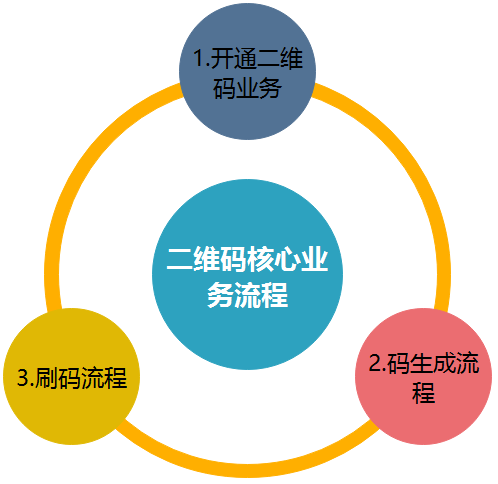 1.开通二维
码业务
二维码核心业
务流程
2.码生成流
程
3.刷码流程